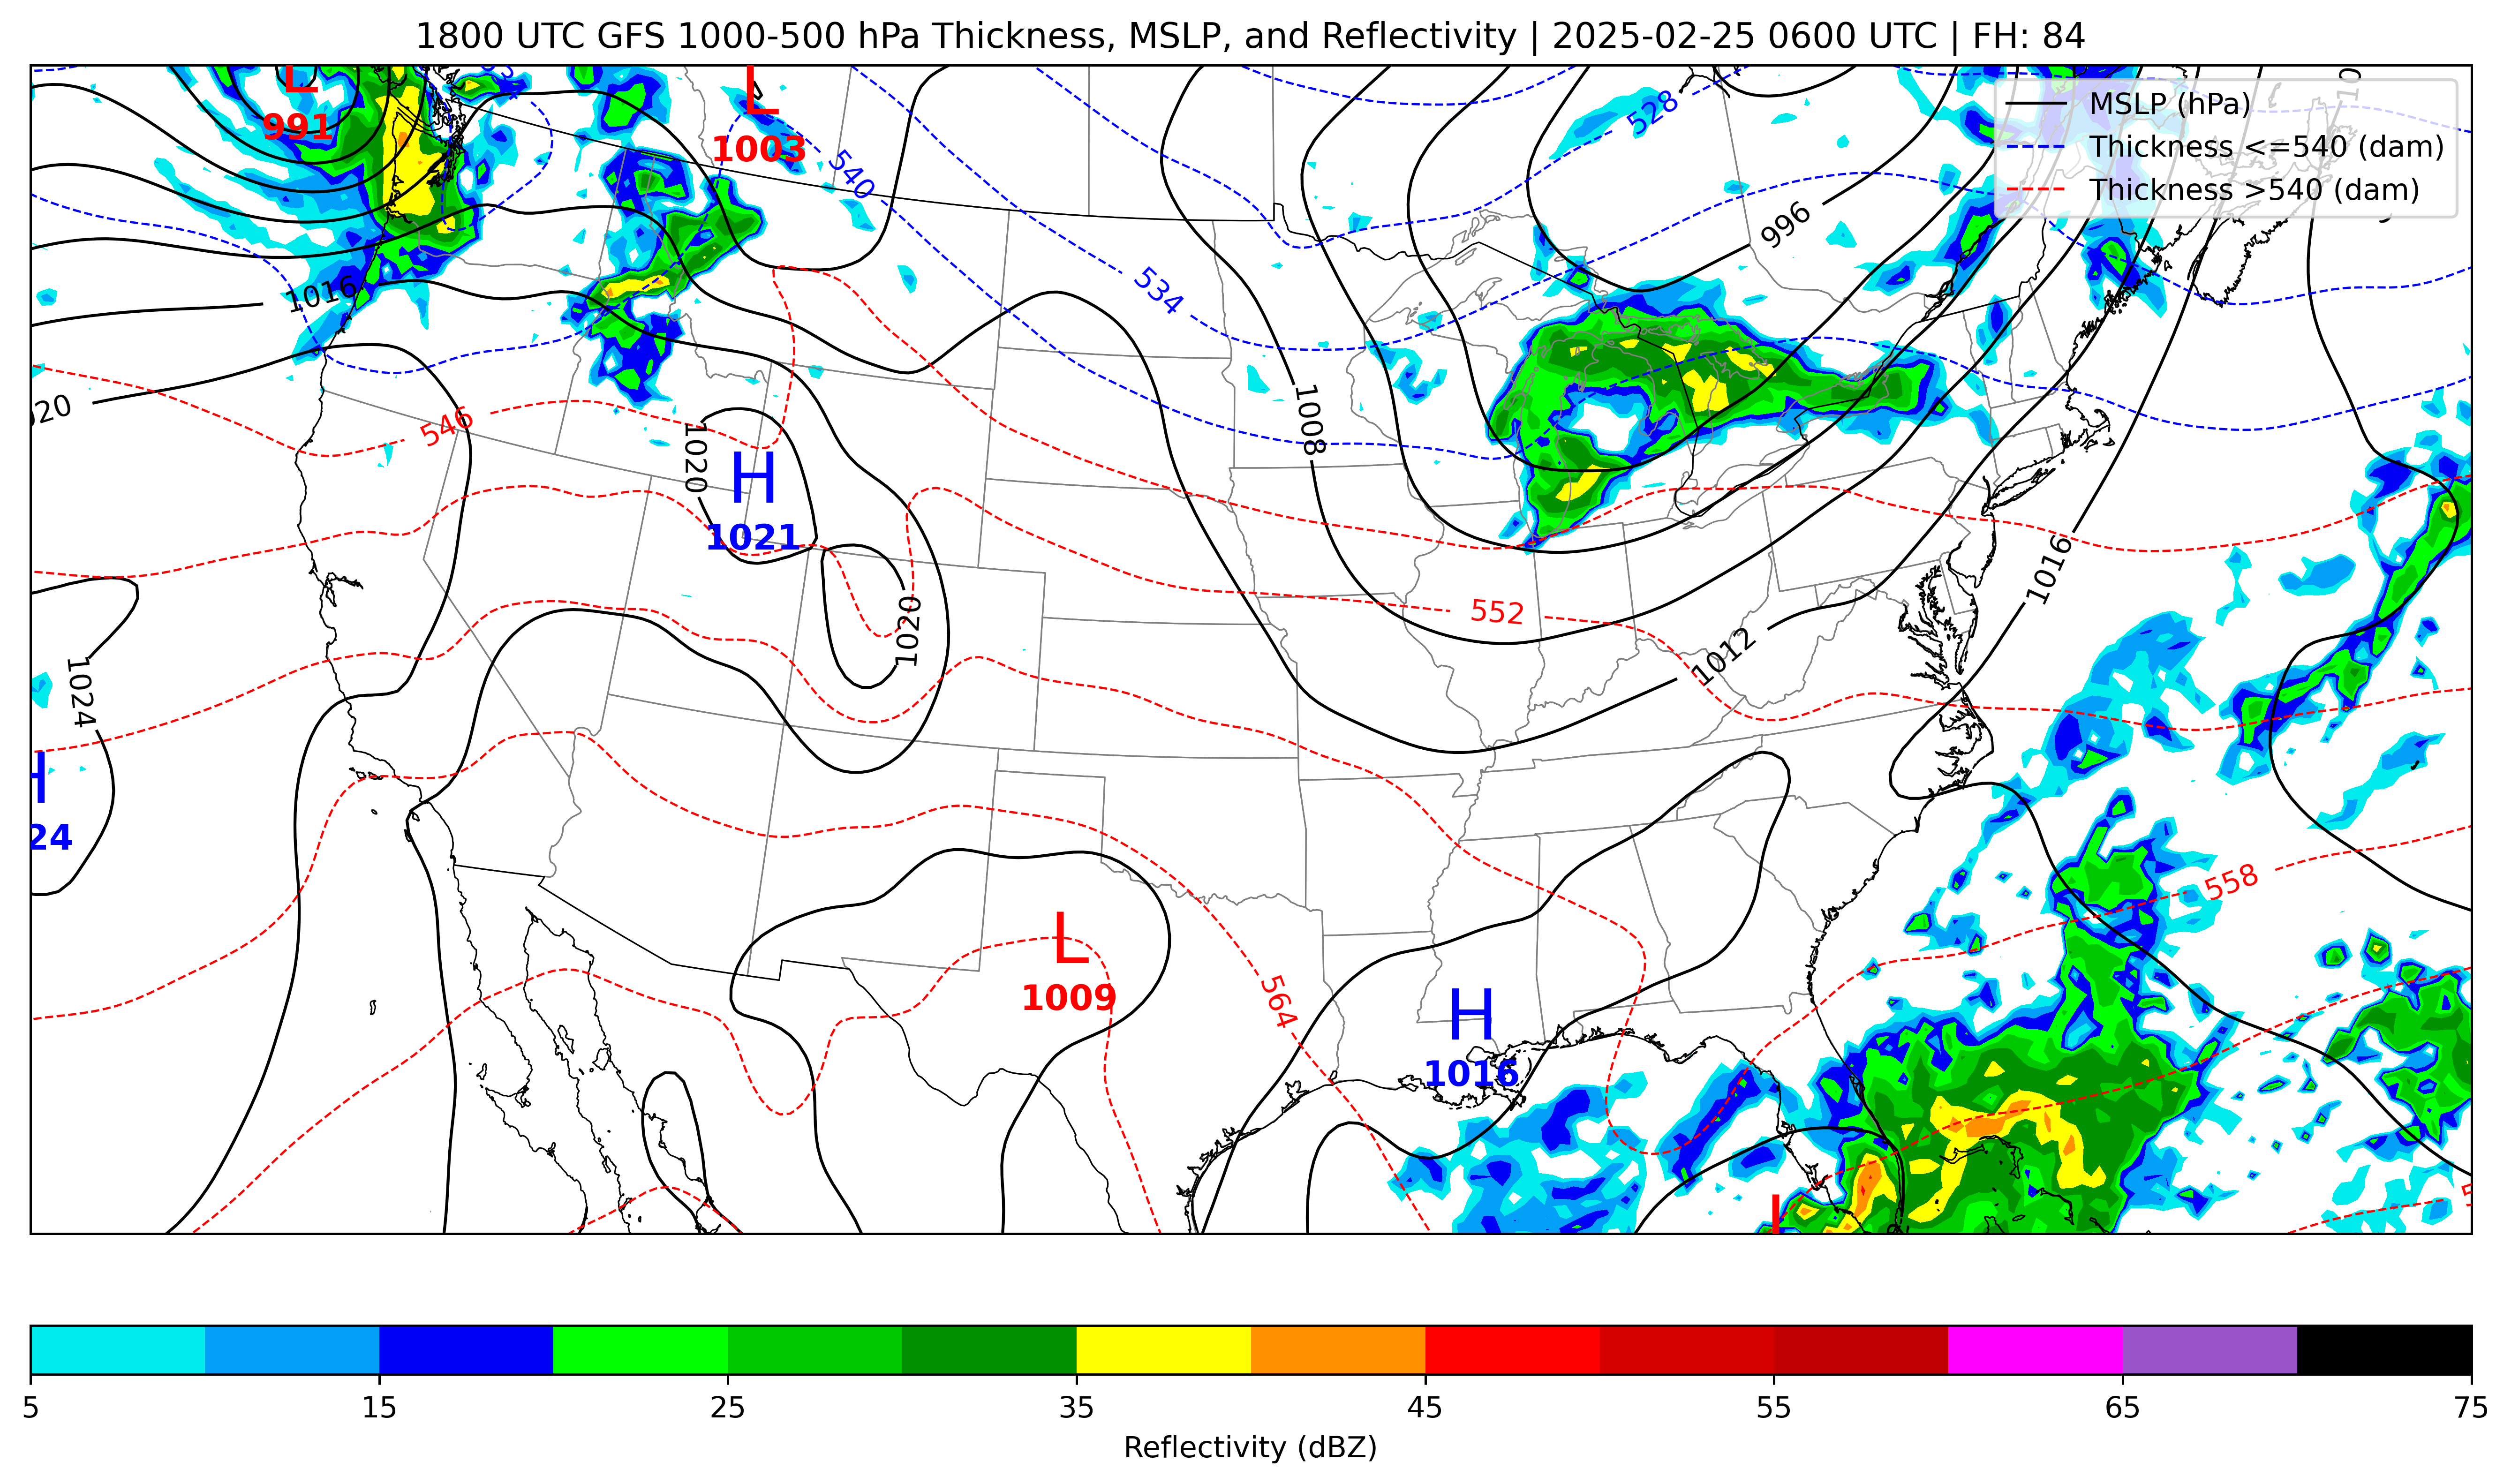 1800 UTC GFS 1000-500 hPa Thickness, MSLP, and Reflectivity | 2025-02-25 0600 UTC | FH: 84
MSLP (hPa)
Thickness <=540 (dam)
Thickness >540 (dam)
L
991
L
1003
528
540
996
534
1016
020
546
1020
1008
H
1021
1016
1020
552
1012
1024
H
24
558
L
1009
564
H
1016
L
5
15
25
35
45
55
65
75
Reflectivity (dBZ)